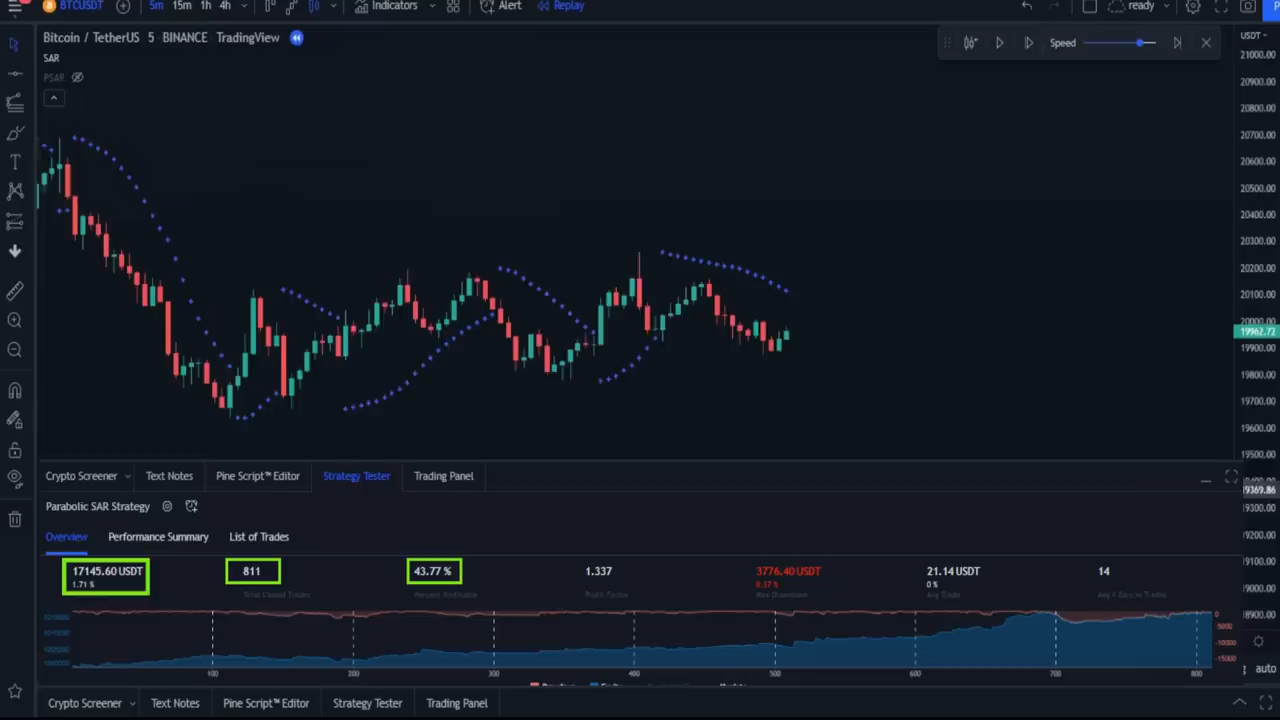 BTCUSDT 5m 15m 1h 4h Indicators Alert Replay ready
Bitcoin / TetherUS 5 BINANCE TradingView
SAR
PSAR
Speed
USDT
21000.00
20900.00
20800.00
20700.00
20600.00
20500.00
20400.00
20300.00
20200.00
20100.00
20000.00
19962.72
19900.00
19800.00
19700.00
19600.00
19500.00
19369.86
19300.00
19200.00
19100.00
19000.00
18900.00
auto
Crypto Screener Text Notes Pine Script™ Editor Strategy Tester Trading Panel
Parabolic SAR Strategy
Overview Performance Summary List of Trades
17145.60 USDT 811 43.77 % 1.337 3776.40 USDT 21.14 USDT 14
1.71 % 0.37 % 0 %
Total Closed Trades Percent Profitable Profit Factor Max Drawdown Avg Trade Avg # Bars in Trades
0
-5000
-10000
-15000
100 200 300 400 500 600 700 800
Crypto Screener Text Notes Pine Script™ Editor Strategy Tester Trading Panel